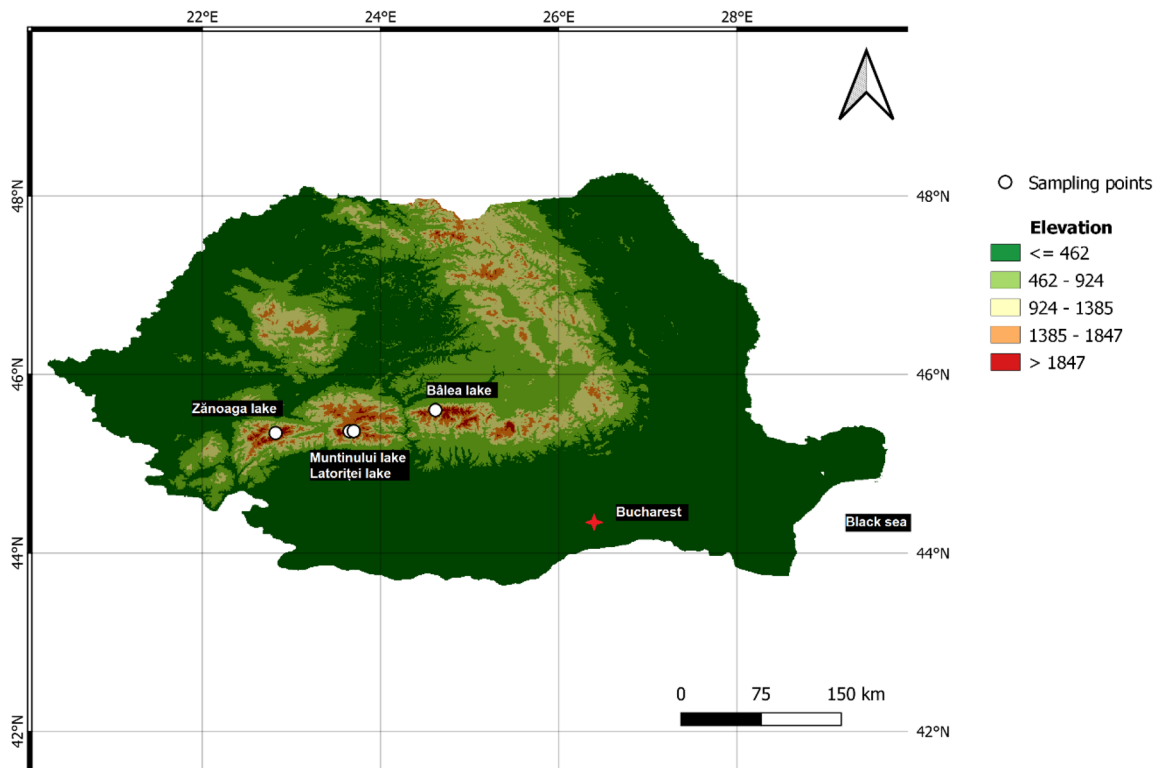 22°E
24°E
26°E
28°E
48°N
48°N
Sampling points
Elevation
<= 462
462 - 924
924 - 1385
1385 - 1847
> 1847
46°N
46°N
Bâlea lake
Zănoaga lake
Muntinului lake
Latoriței lake
Bucharest
Black sea
44°N
44°N
0 75 150 km
42°N
42°N